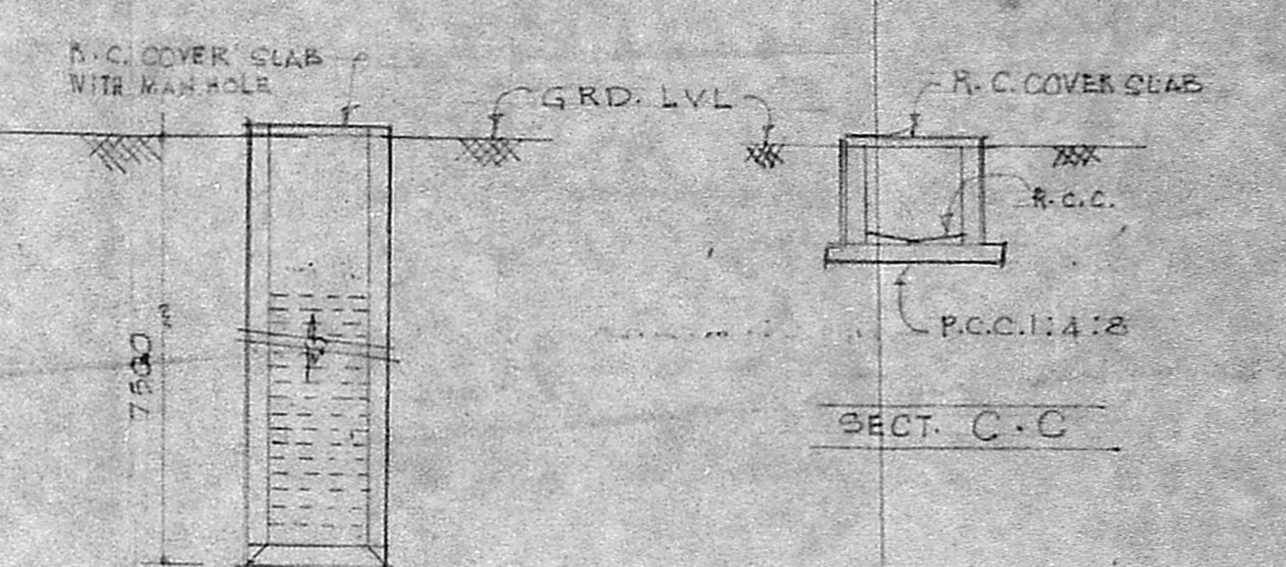 R.C. COVER SLAB
WITH MAN HOLE
GRD. LVL
R.C. COVER SLAB
R.C.C.
P.C.C. 1:4:8
7500
SECT. C.C